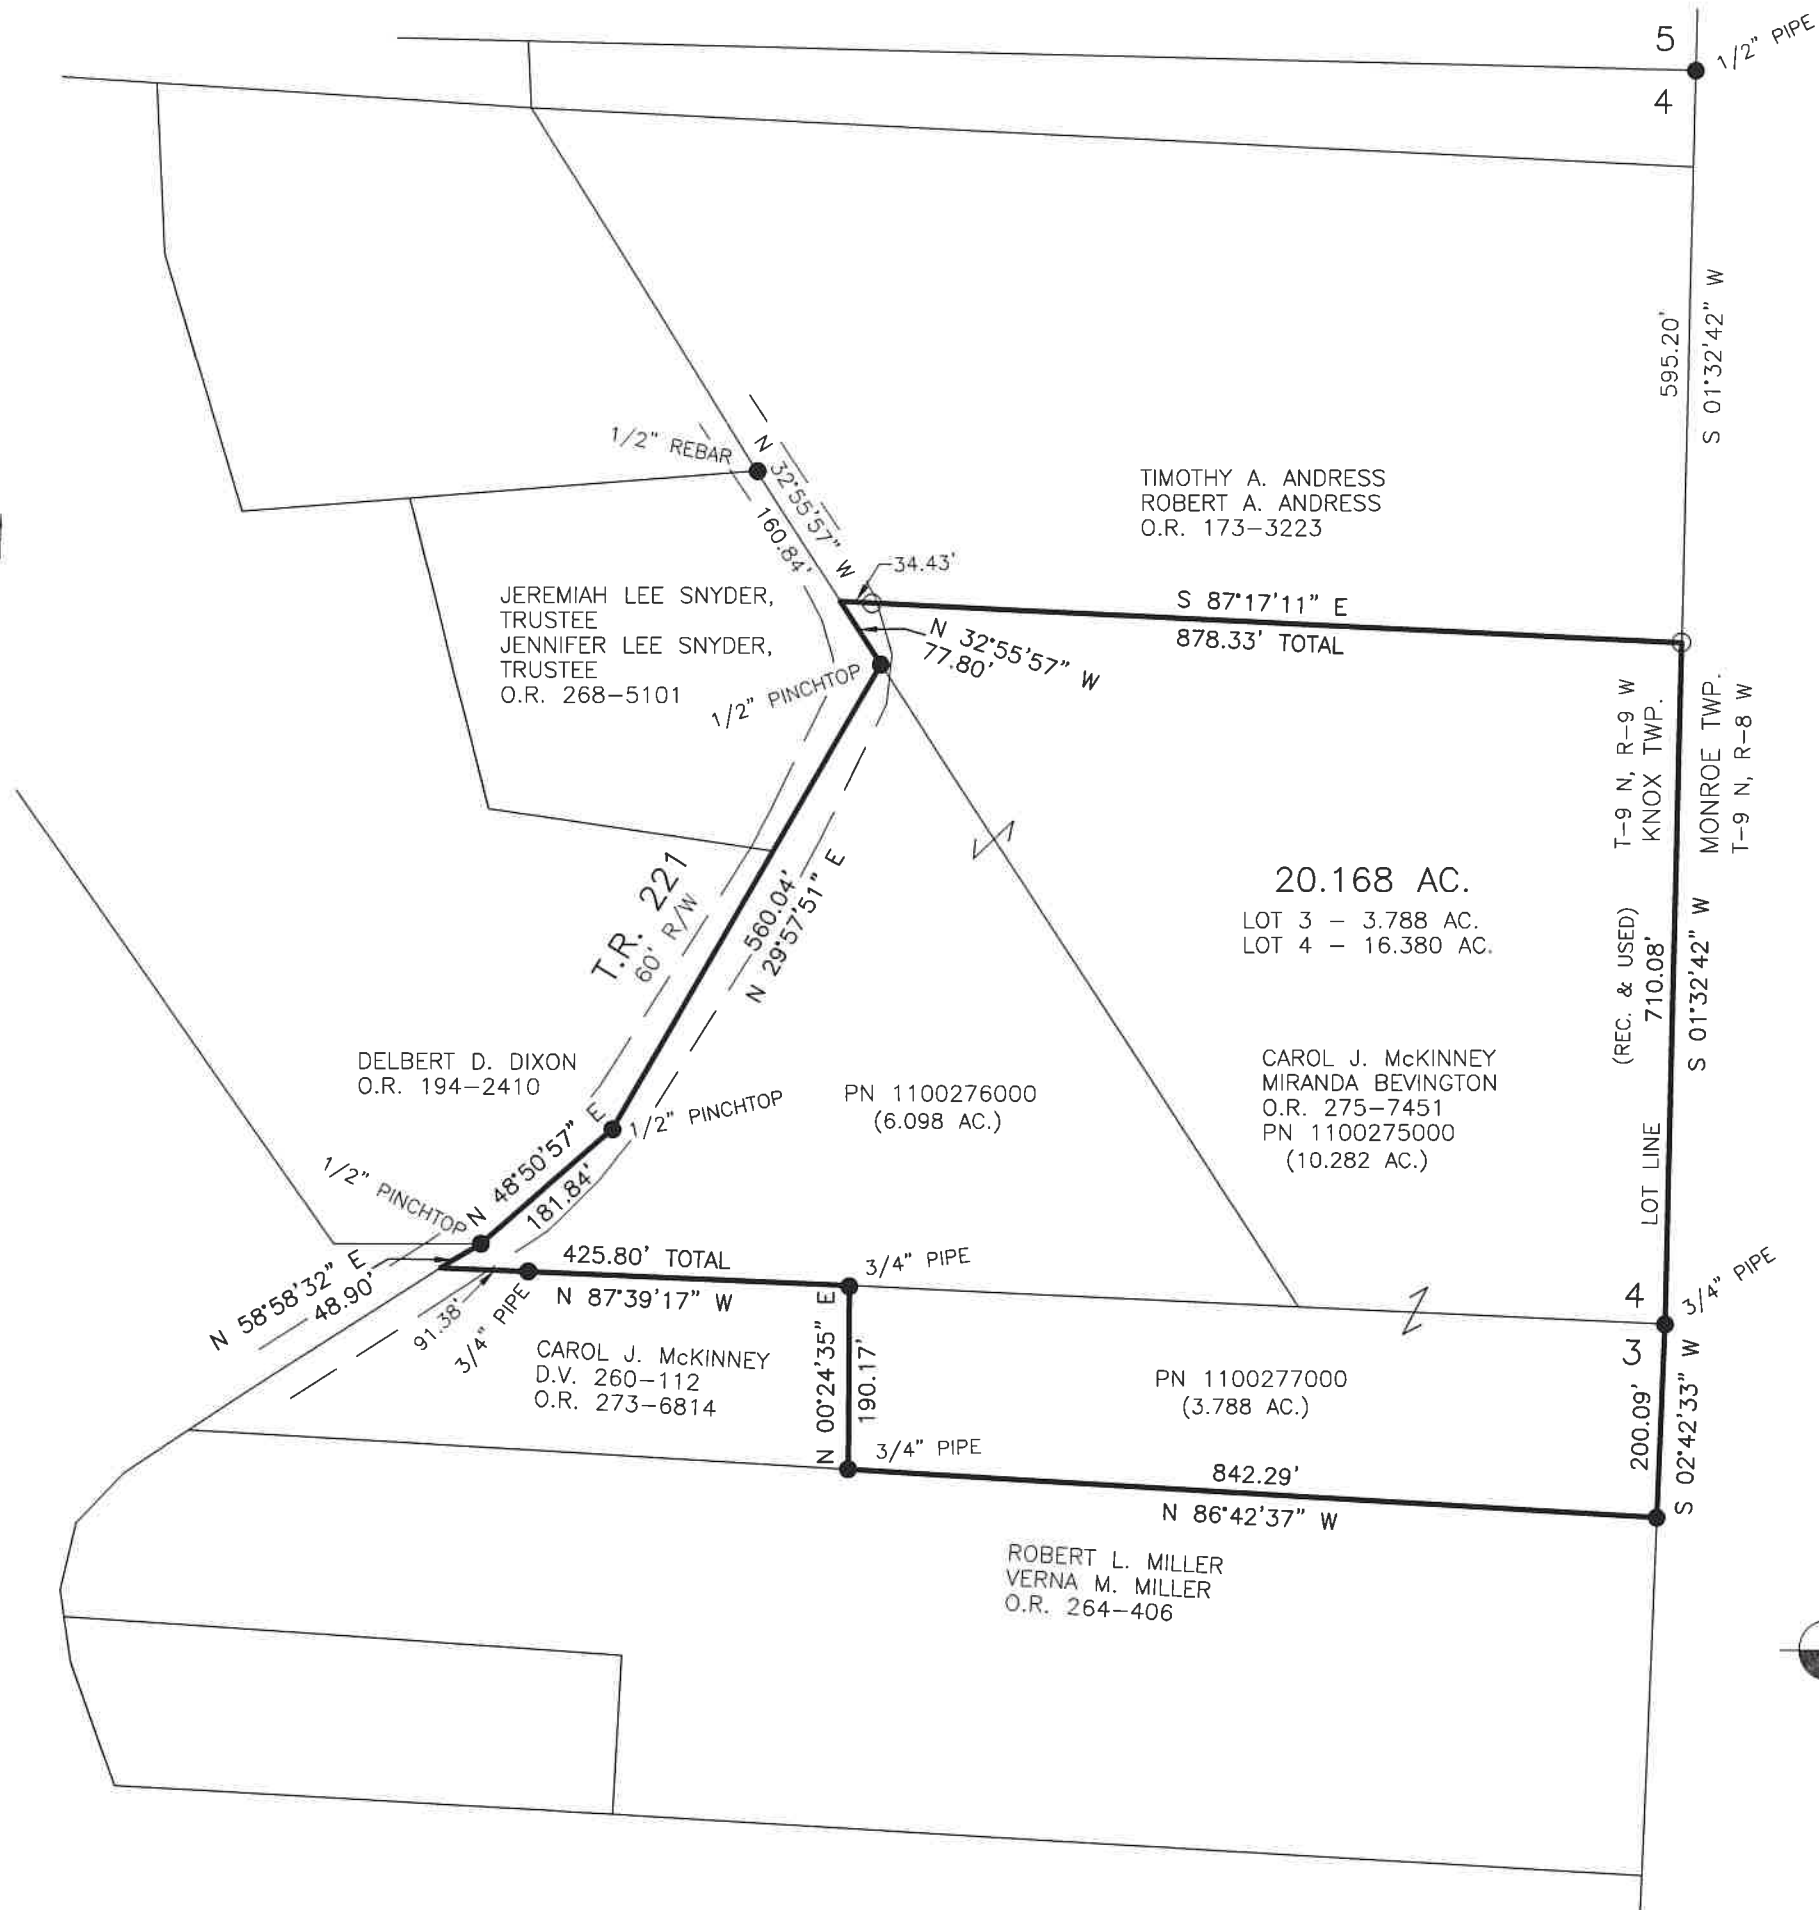 5
1/2" PIPE
4
595.20'
S 01°32'42" W
1/2" REBAR
N 32°55'57" W
160.84'
TIMOTHY A. ANDRESS
ROBERT A. ANDRESS
O.R. 173-3223
34.43'
S 87°17'11" E
878.33' TOTAL
N 32°55'57" W
77.80'
JEREMIAH LEE SNYDER,
TRUSTEE
JENNIFER LEE SNYDER,
TRUSTEE
O.R. 268-5101
1/2" PINCHTOP
T-9 N, R-9 W
KNOX TWP.
MONROE TWP.
T-9 N, R-8 W
T.R. 221
60' R/W
560.04'
N 29°57'51" E
20.168 AC.
LOT 3 - 3.788 AC.
LOT 4 - 16.380 AC.
(REC. & USED)
710.08'
S 01°32'42" W
DELBERT D. DIXON
O.R. 194-2410
PN 1100276000
(6.098 AC.)
CAROL J. McKINNEY
MIRANDA BEVINGTON
O.R. 275-7451
PN 1100275000
(10.282 AC.)
LOT LINE
1/2" PINCHTOP
N 48°50'57" E
181.84'
1/2" PINCHTOP
N 58°58'32" E
48.90'
425.80' TOTAL
N 87°39'17" W
3/4" PIPE
91.38'
3/4" PIPE
4
3/4" PIPE
3
CAROL J. McKINNEY
D.V. 260-112
O.R. 273-6814
N 00°24'35" E
190.17'
PN 1100277000
(3.788 AC.)
200.09'
S 02°42'33" W
3/4" PIPE
842.29'
N 86°42'37" W
ROBERT L. MILLER
VERNA M. MILLER
O.R. 264-406